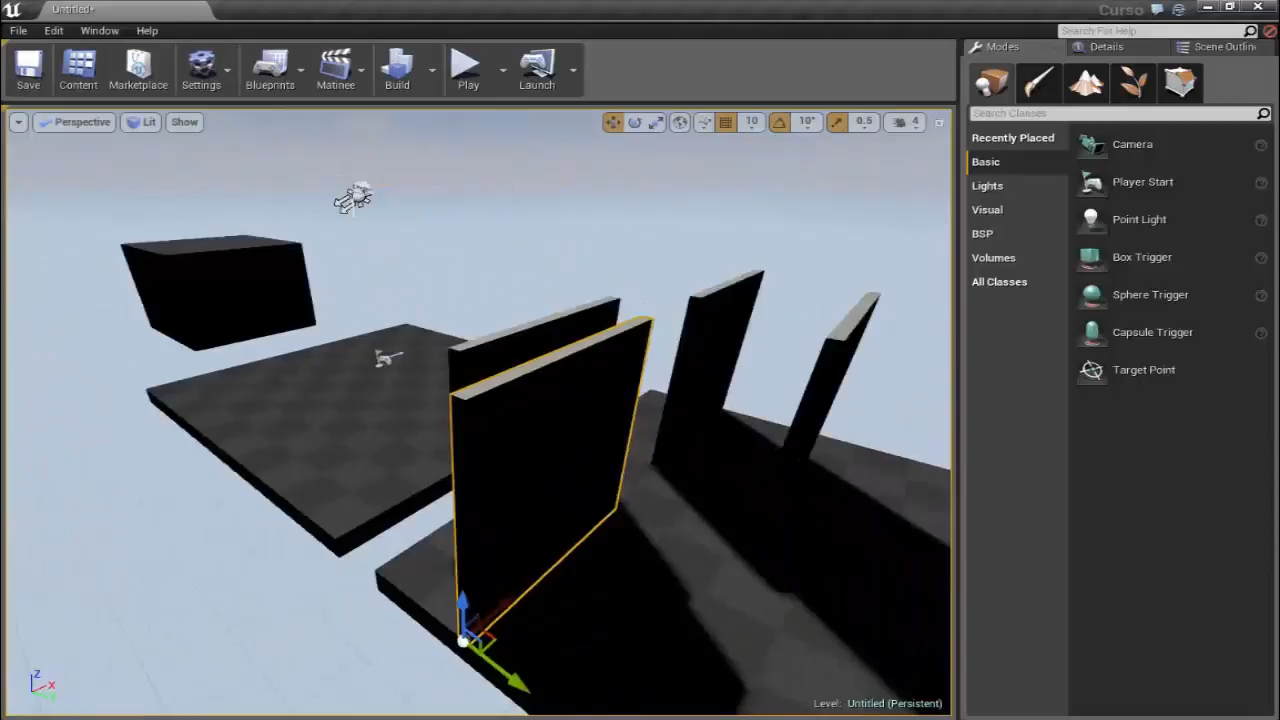 Untitled*
Curso
File Edit Window Help
Search For Help
Save Content Marketplace Settings Blueprints Matinee Build Play Launch
Modes Details Scene Outlin
Perspective Lit Show
10 10° 0.5 4
Search Classes
Recently Placed
Basic
Lights
Visual
BSP
Volumes
All Classes
Camera
Player Start
Point Light
Box Trigger
Sphere Trigger
Capsule Trigger
Target Point
Z
X
Level: Untitled (Persistent)